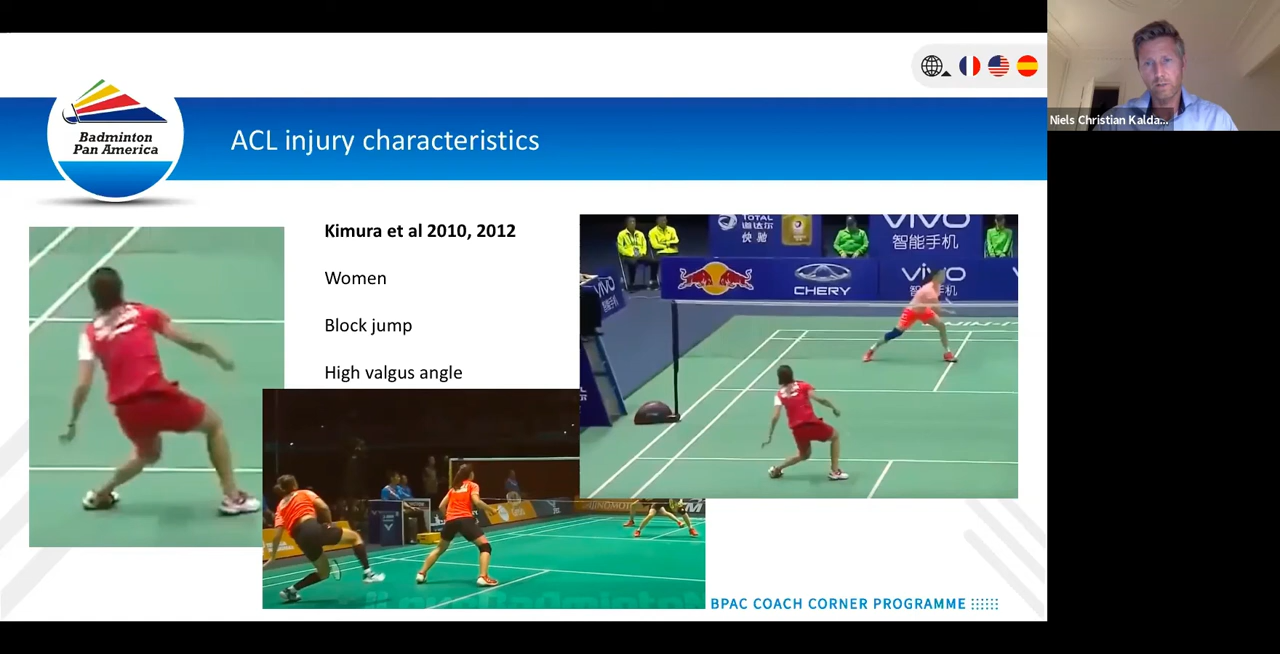 Badminton
Pan America
ACL injury characteristics
Niels Christian Kalda...
Kimura et al 2010, 2012
Women
Block jump
High valgus angle
TOTAL
VIVO
智能手机
Red Bull
CHERY
vivo
智能手机
VIVO
BPAC COACH CORNER PROGRAMME